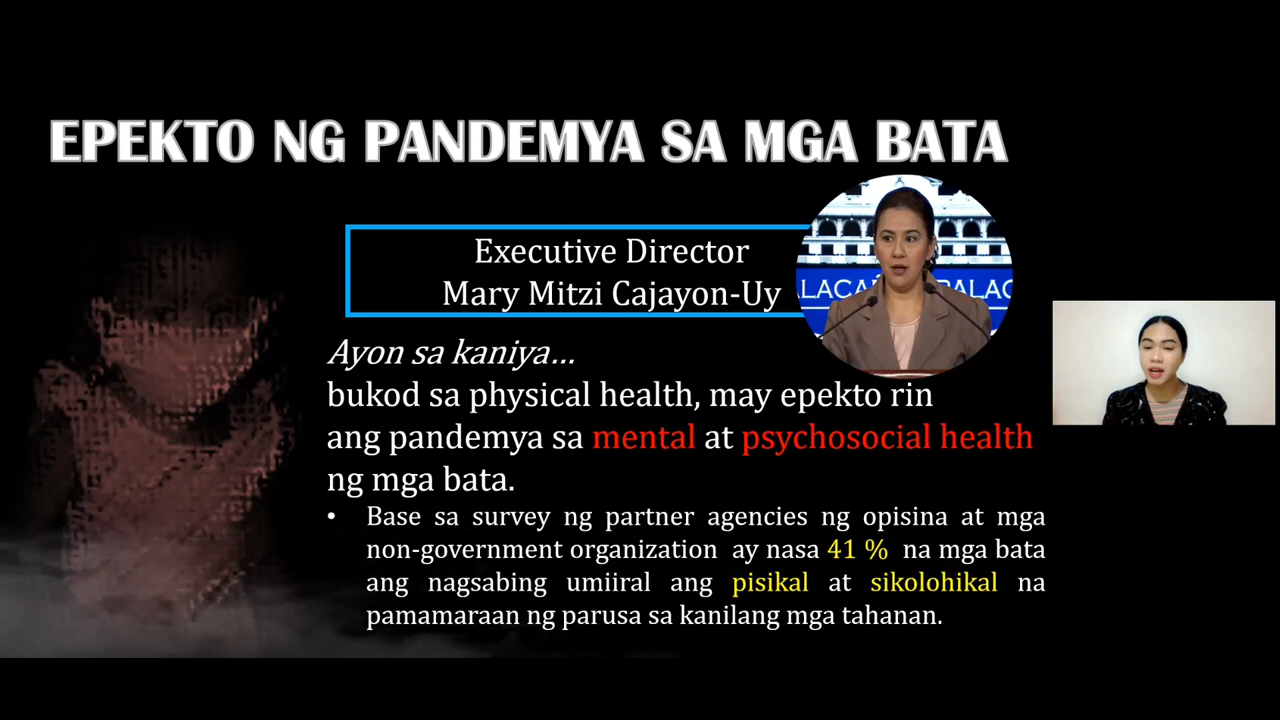 EPEKTO NG PANDEMYA SA MGA BATA
Executive Director
Mary Mitzi Cajayon-Uy
LACAÑ PALAC
Ayon sa kaniya...
bukod sa physical health, may epekto rin
ang pandemya sa mental at psychosocial health
ng mga bata.
• Base sa survey ng partner agencies ng opisina at mga
non-government organization ay nasa 41 % na mga bata
ang nagsabing umiiral ang pisikal at sikolohikal na
pamamaraan ng parusa sa kanilang mga tahanan.